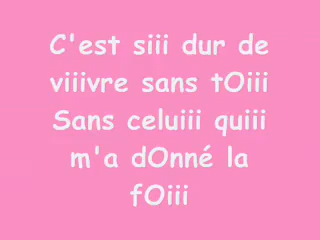 C'est siii dur de
viiivre sans tOiii
Sans celuiii quiii
m'a dOnné la
fOiii